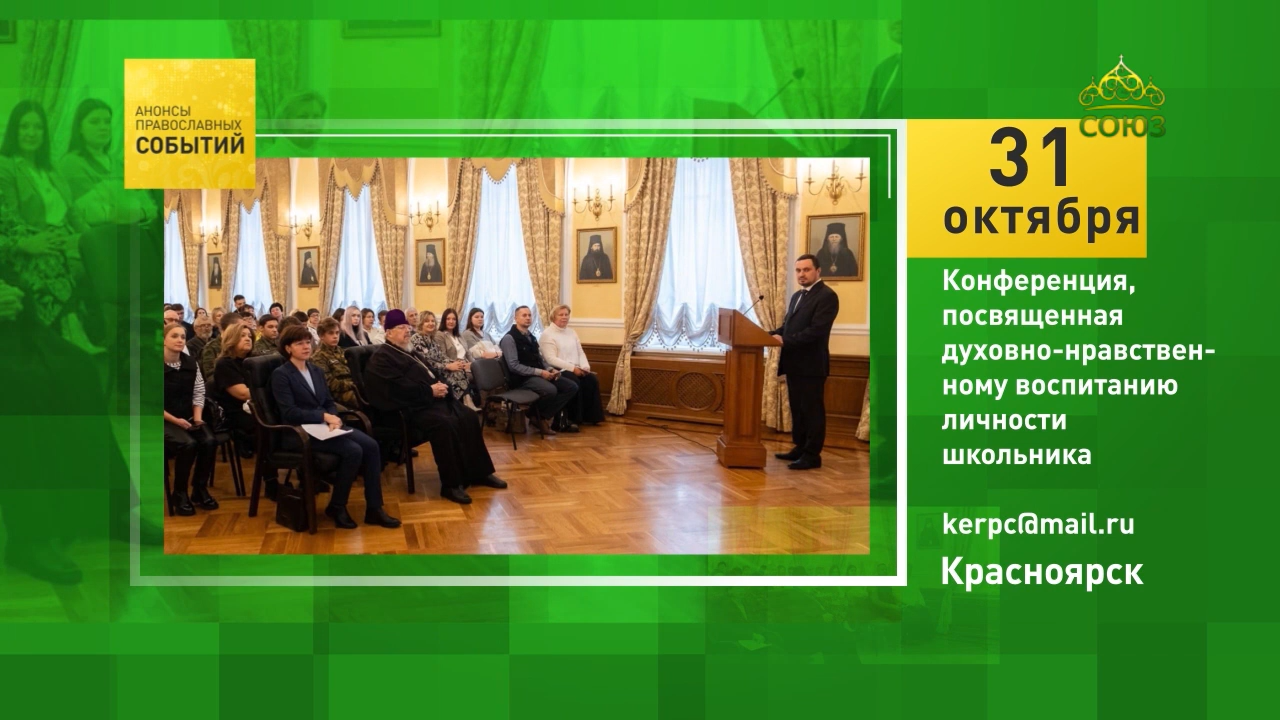 АНОНСЫ
ПРАВОСЛАВНЫХ
СОБЫТИЙ
СОЮЗ
31
октября
Конференция,
посвященная
духовно-нравствен-
ному воспитанию
личности
школьника
kerpc@mail.ru
Красноярск